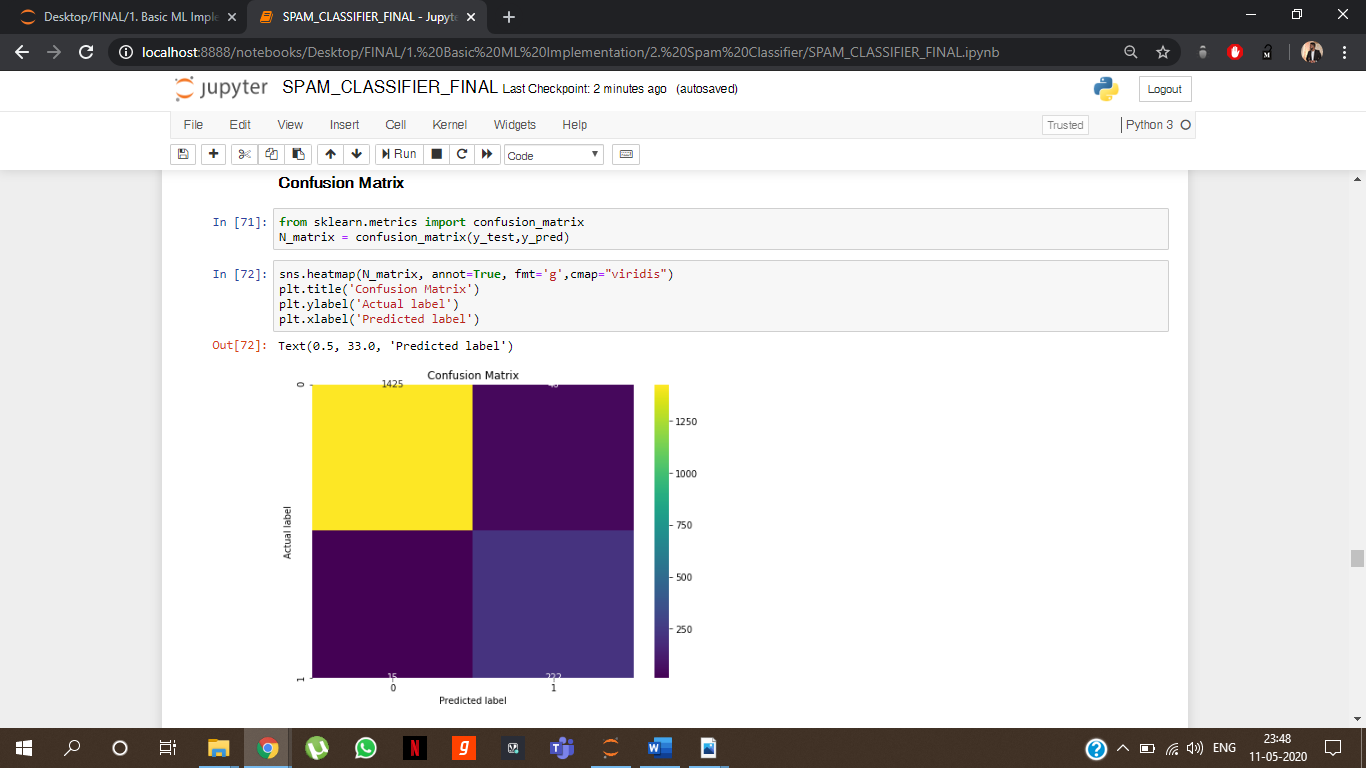 Desktop/FINAL/1. Basic ML Imple
SPAM_CLASSIFIER_FINAL - Jupyte
localhost:8888/notebooks/Desktop/FINAL/1.%20Basic%20ML%20Implementation/2.%20Spam%20Classifier/SPAM_CLASSIFIER_FINAL.ipynb
jupyter SPAM_CLASSIFIER_FINAL Last Checkpoint: 2 minutes ago (autosaved)
Logout
File Edit View Insert Cell Kernel Widgets Help
Trusted
Python 3
Run
Code
Confusion Matrix
In [71]: from sklearn.metrics import confusion_matrix
N_matrix = confusion_matrix(y_test,y_pred)
In [72]: sns.heatmap(N_matrix, annot=True, fmt='g',cmap="viridis")
plt.title('Confusion Matrix')
plt.ylabel('Actual label')
plt.xlabel('Predicted label')
Out[72]: Text(0.5, 33.0, 'Predicted label')
Confusion Matrix
0
1425
1250
1000
750
500
250
Actual label
1
15
222
0
1
Predicted label
ENG
23:48
11-05-2020